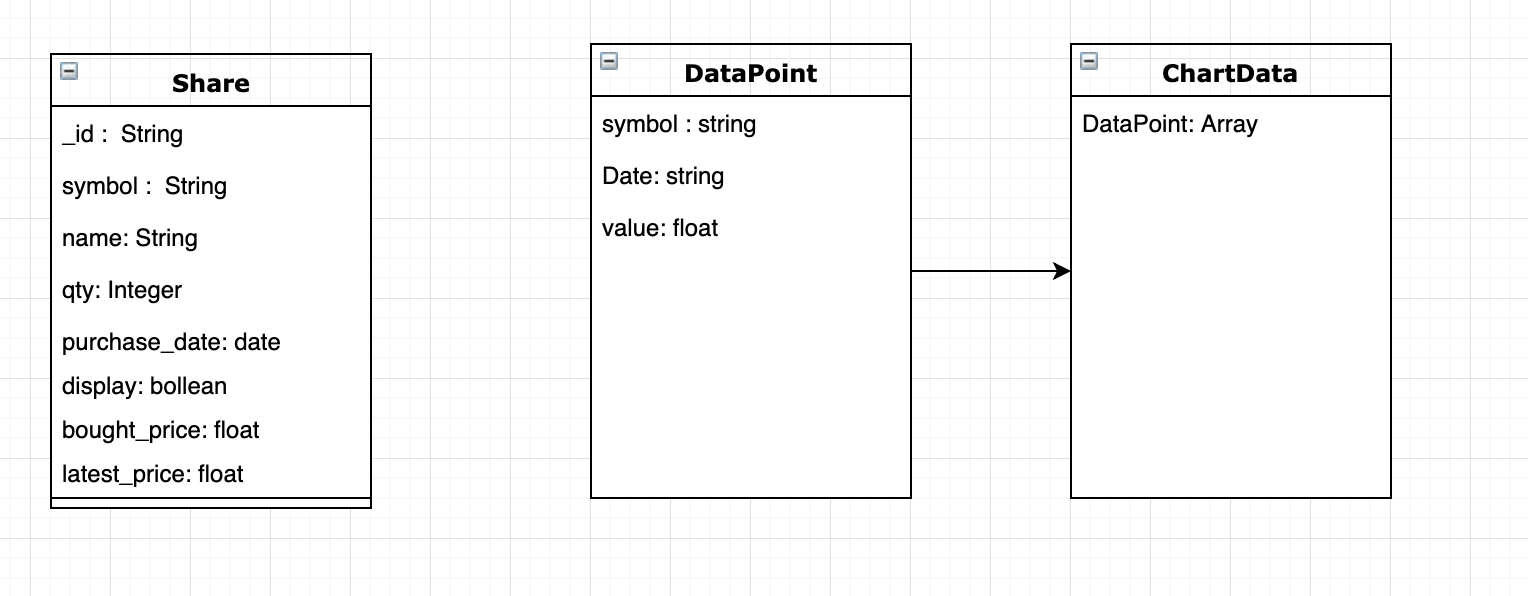 Share
_id :  String
symbol :  String
name: String
qty: Integer
purchase_date: date
display: bollean
bought_price: float
latest_price: float
DataPoint
symbol : string
Date: string
value: float
ChartData
DataPoint: Array